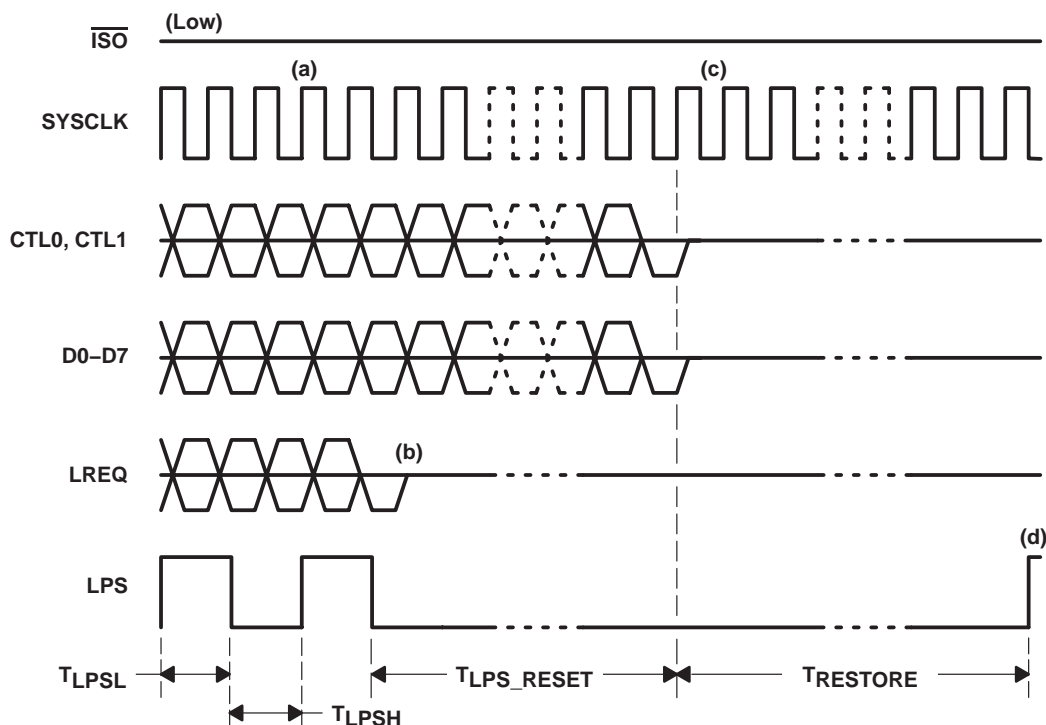 (Low)
ISO
(a)
(c)
SYSCLK
CTL0, CTL1
D0–D7
(b)
LREQ
(d)
LPS
TLPSL
TLPS_RESET
TRESTORE
TLPSH